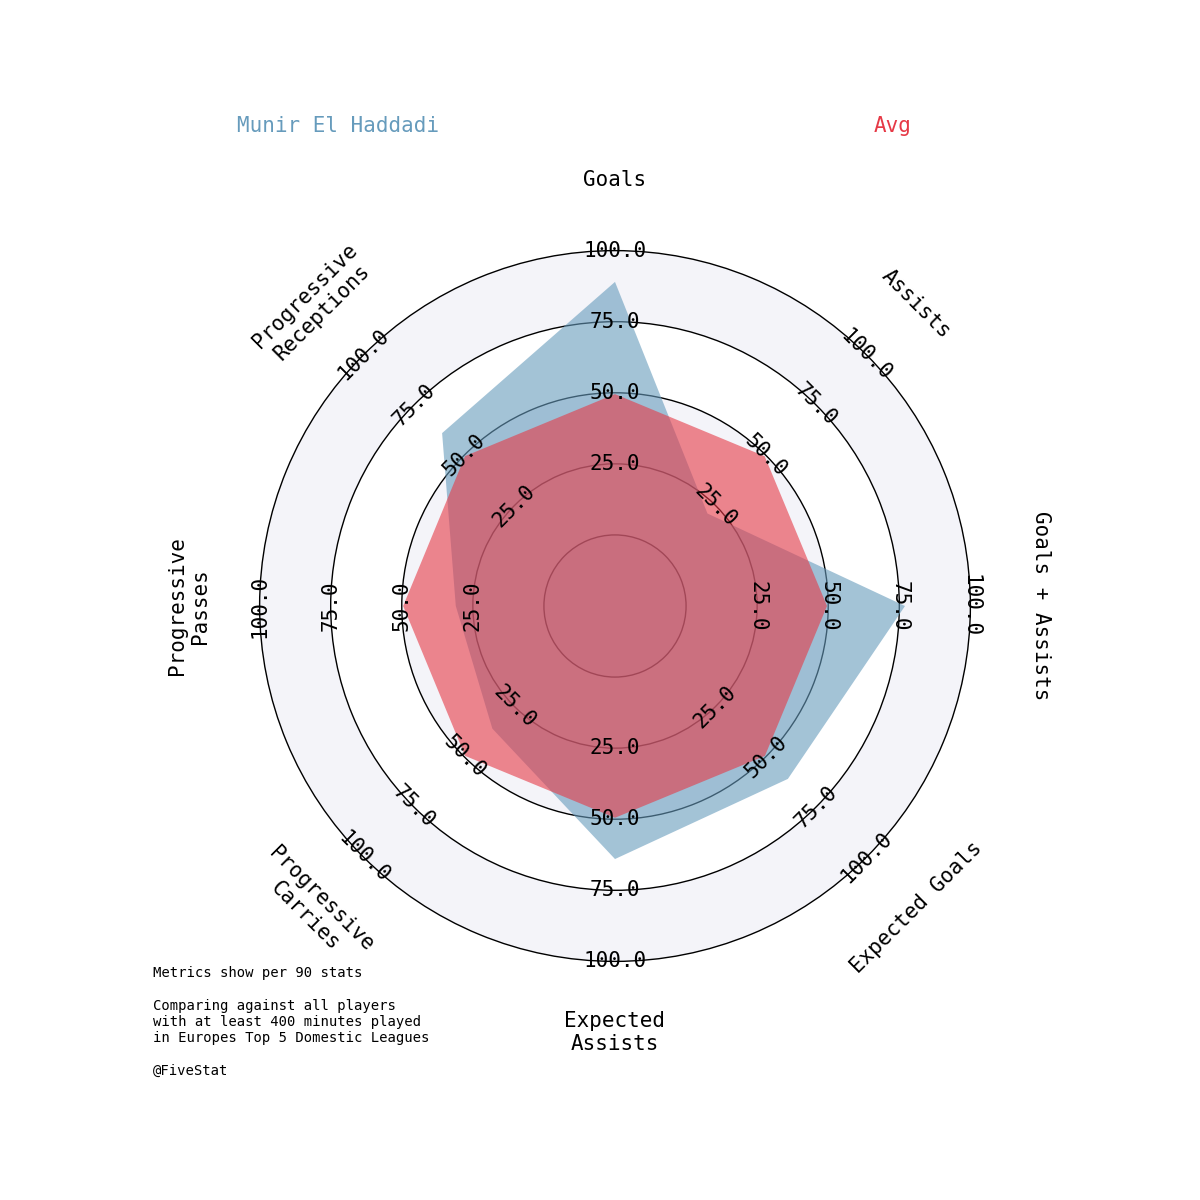 Munir El Haddadi
Avg
Goals
Assists
Goals + Assists
Expected Goals
Expected
Assists
Progressive
Carries
Progressive
Passes
Progressive
Receptions
25.0
50.0
75.0
100.0
25.0
50.0
75.0
100.0
25.0
50.0
75.0
100.0
25.0
50.0
75.0
100.0
25.0
50.0
75.0
100.0
25.0
50.0
75.0
100.0
25.0
50.0
75.0
100.0
25.0
50.0
75.0
100.0
Metrics show per 90 stats
Comparing against all players
with at least 400 minutes played
in Europes Top 5 Domestic Leagues
@FiveStat